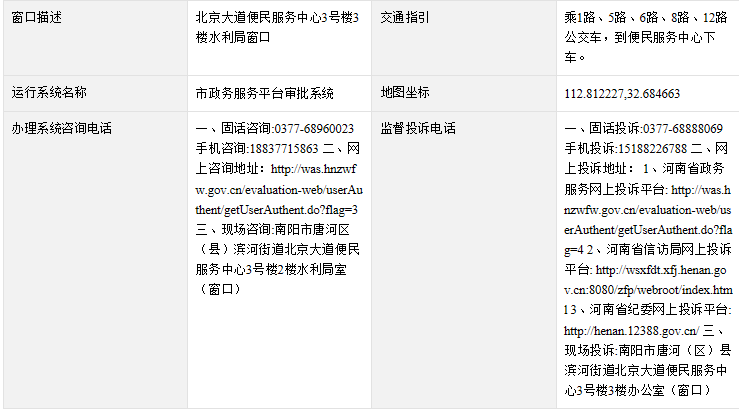 窗口描述
北京大道便民服务中心3号楼3
楼水利局窗口
交通指引
乘1路、5路、6路、8路、12路
公交车，到便民服务中心下
车。
运行系统名称
市政务服务平台审批系统
地图坐标
112.812227,32.684663
办理系统咨询电话
一、固话咨询:0377-68960023
手机咨询:18837715863 二、网
上咨询地址：http://was.hnzwf
w.gov.cn/evaluation-web/userAu
thent/getUserAuthent.do?flag=3
三、现场咨询:南阳市唐河区
（县）滨河街道北京大道便民
服务中心3号楼2楼水利局室
（窗口）
监督投诉电话
一、固话投诉:0377-68888069
手机投诉:15188226788 二、网
上投诉地址： 1、河南省政务
服务网上投诉平台: http://was.h
nzwfw.gov.cn/evaluation-web/us
erAuthent/getUserAuthent.do?fla
g=4 2、河南省信访局网上投诉
平台: http://wsxfdt.xfj.henan.go
v.cn:8080/zfp/webroot/index.htm
l 3、河南省纪委网上投诉平台:
http://henan.12388.gov.cn/ 三、
现场投诉:南阳市唐河（区）县
滨河街道北京大道便民服务中
心3号楼3楼办公室（窗口）